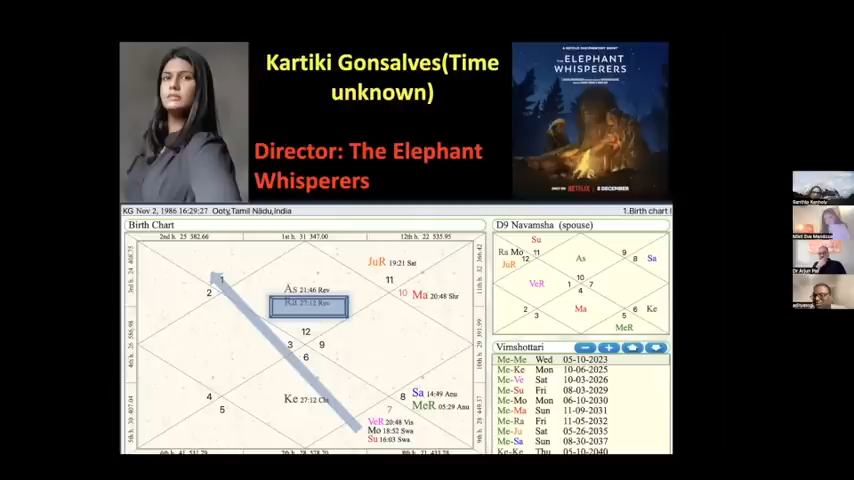 Kartiki Gonsalves(Time
unknown)
Director: The Elephant
Whisperers
A NETFLIX DOCUMENTARY SHORT
THE ELEPHANT
WHISPERERS
NETFLIX | 8 DECEMBER
KG Nov 2, 1986 16:29:27 Ooty,Tamil Nādu,India
1.Birth chart
Birth Chart
2nd h. 25 382.66
1st h. 31 347.00
12th h. 22 535.95
JuR 19:21 Sat
1
11
2
As 21:46 Rev
10 Ma 20:48 Shr
Ra 27:12 Rev
12
3 9
6
4
5
Ke 27:12 Chi
8
7
Sa 14:49 Anu
MeR 05:29 Anu
VeR 20:48 Vis
Mo 18:52 Swa
Su 16:03 Swa
D9 Navamsha (spouse)
Su
Ra Mo
11
12
JuR
As
9
8
Sa
VeR
10
1 7
4
2
3
Ma
5
6
Ke
MeR
Vimshottari
Me-Me Wed 05-10-2023
Me-Ke Mon 10-06-2025
Me-Ve Sat 10-03-2026
Me-Su Fri 08-03-2029
Me-Mo Mon 06-10-2030
Me-Ma Sun 11-09-2031
Me-Ra Fri 11-05-2032
Me-Ju Sat 05-26-2035
Me-Sa Sun 08-30-2037
Ke-Ke Thu 05-10-2040